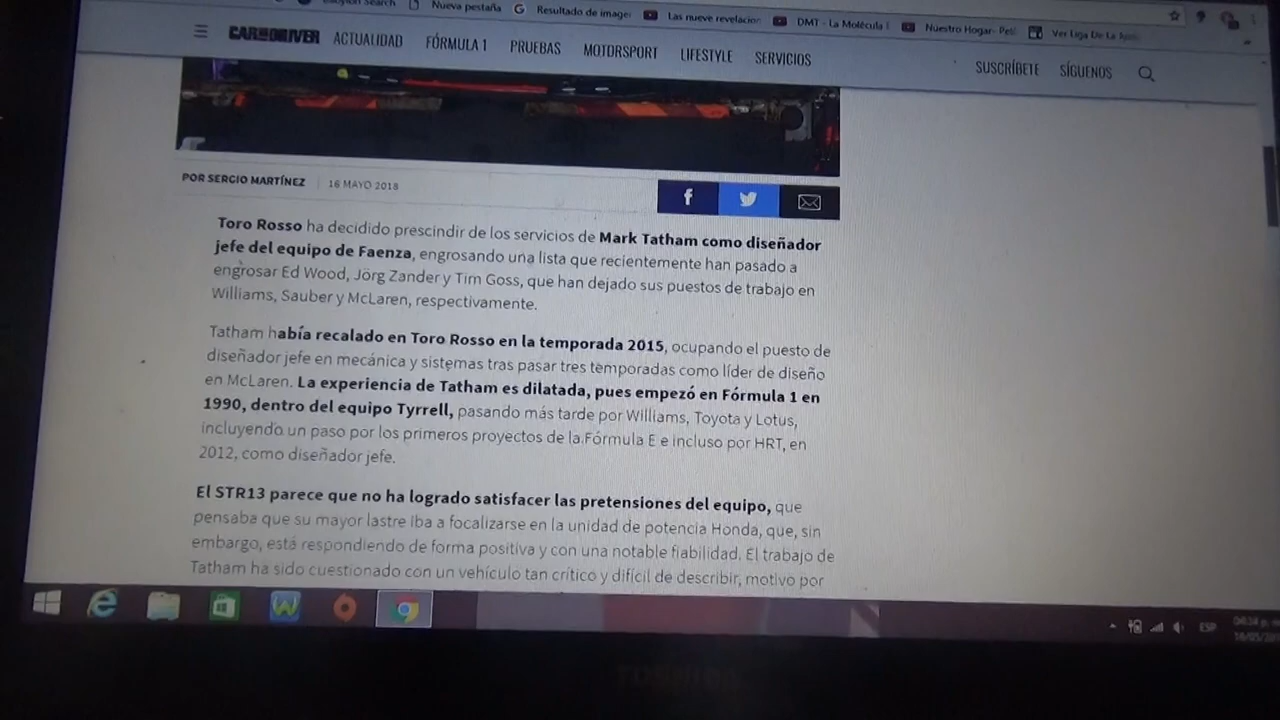 Search Nueva pestaña Resultado de imagen Las nueve revelacion DMT - La Molécula Nuestro Hogar- Ver Liga De La
CAR and DRIVER ACTUALIDAD FÓRMULA 1 PRUEBAS MOTORSPORT LIFESTYLE SERVICIOS SUSCRÍBETE SÍGUENOS
POR SERGIO MARTÍNEZ 16 MAYO 2018
Toro Rosso ha decidido prescindir de los servicios de Mark Tatham como diseñador
jefe del equipo de Faenza, engrosando una lista que recientemente han pasado a
engrosar Ed Wood, Jörg Zander y Tim Goss, que han dejado sus puestos de trabajo en
Williams, Sauber y McLaren, respectivamente.
Tatham había recalado en Toro Rosso en la temporada 2015, ocupando el puesto de
diseñador jefe en mecánica y sistemas tras pasar tres temporadas como líder de diseño
en McLaren. La experiencia de Tatham es dilatada, pues empezó en Fórmula 1 en
1990, dentro del equipo Tyrrell, pasando más tarde por Williams, Toyota y Lotus,
incluyendo un paso por los primeros proyectos de la Fórmula E e incluso por HRT, en
2012, como diseñador jefe.
El STR13 parece que no ha logrado satisfacer las pretensiones del equipo, que
pensaba que su mayor lastre iba a focalizarse en la unidad de potencia Honda, que, sin
embargo, está respondiendo de forma positiva y con una notable fiabilidad. El trabajo de
Tatham ha sido cuestionado con un vehículo tan crítico y difícil de describir, motivo por
ESP
TOSHIBA